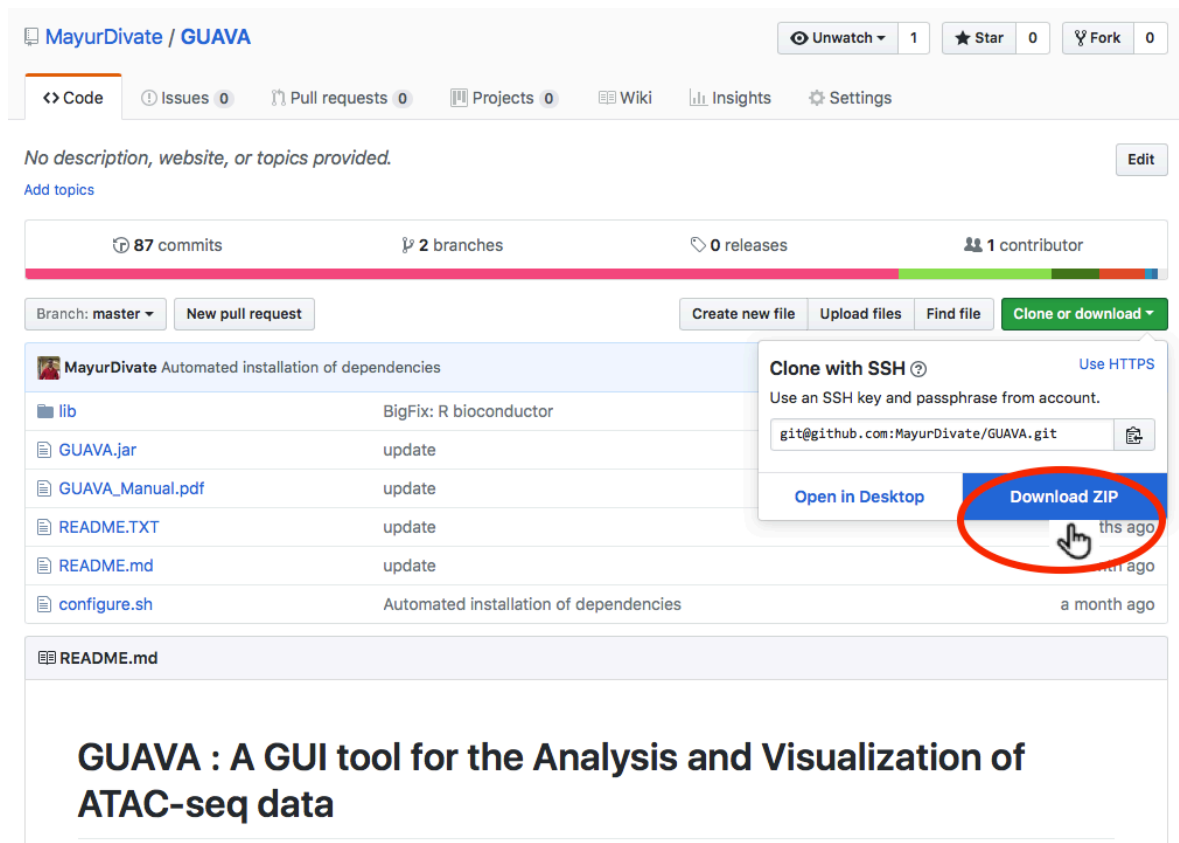 MayurDivate / GUAVA
Unwatch 1 Star 0 Fork 0
Code Issues 0 Pull requests 0 Projects 0 Wiki Insights Settings
No description, website, or topics provided.
Edit
Add topics
87 commits 2 branches 0 releases 1 contributor
Branch: master New pull request Create new file Upload files Find file Clone or download
MayurDivate Automated installation of dependencies
Clone with SSH ? Use HTTPS
Use an SSH key and passphrase from account.
git@github.com:MayurDivate/GUAVA.git
Open in Desktop Download ZIP
lib BigFix: R bioconductor
GUAVA.jar update
GUAVA_Manual.pdf update
README.TXT update ths ago
README.md update ago
configure.sh Automated installation of dependencies a month ago
README.md
GUAVA : A GUI tool for the Analysis and Visualization of
ATAC-seq data